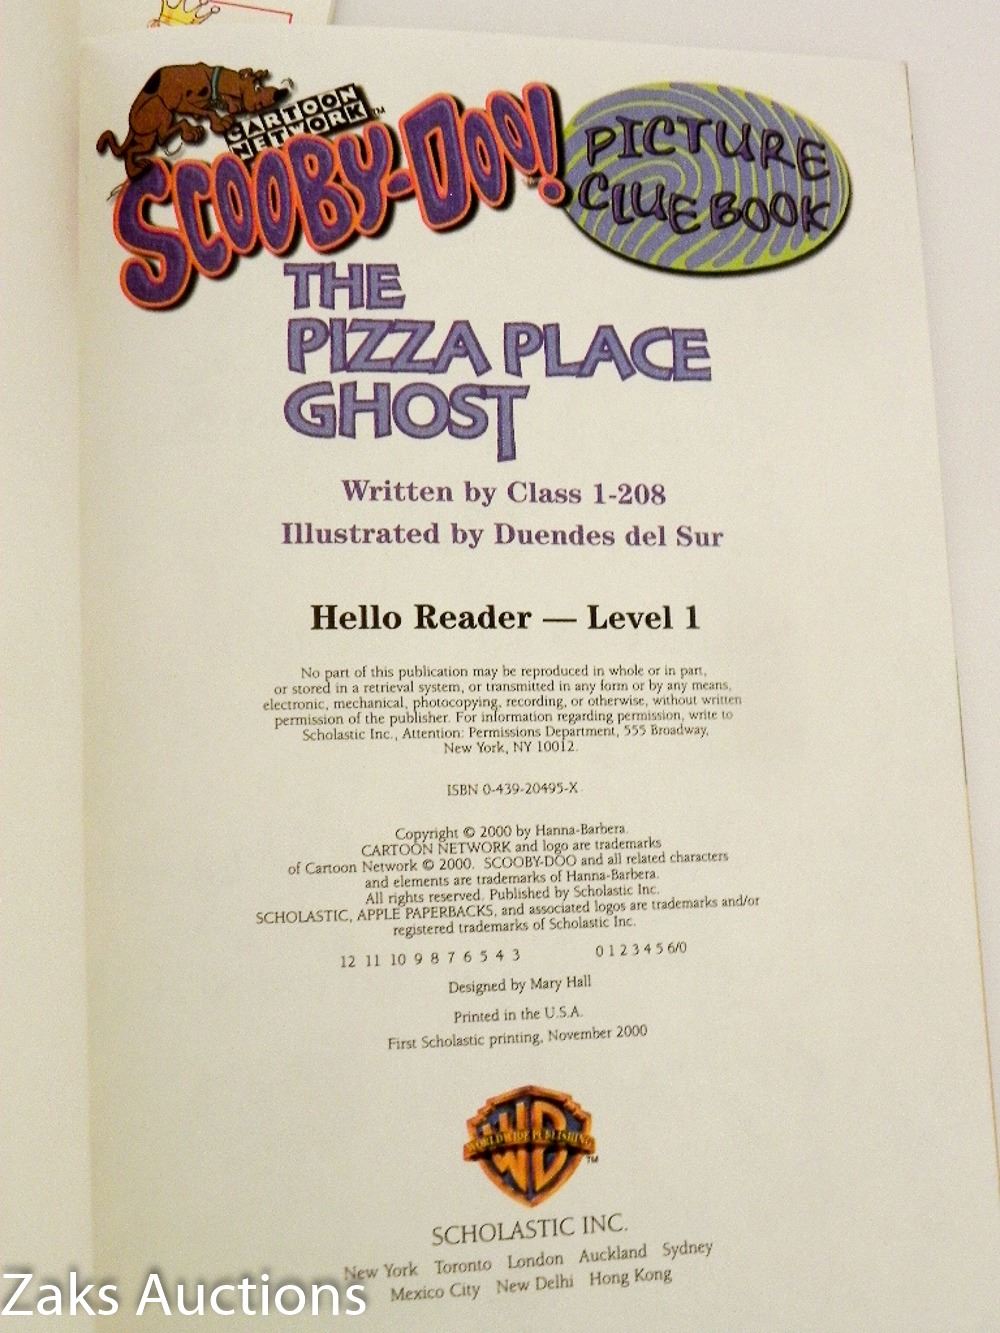 CARTOON
NETWORK™
SCOOBY-DOO!
PICTURE
CLUE BOOK
THE
PIZZA PLACE
GHOST
Written by Class 1-208
Illustrated by Duendes del Sur
Hello Reader — Level 1
No part of this publication may be reproduced in whole or in part,
or stored in a retrieval system, or transmitted in any form or by any means,
electronic, mechanical, photocopying, recording, or otherwise, without written
permission of the publisher. For information regarding permission, write to
Scholastic Inc., Attention: Permissions Department, 555 Broadway,
New York, NY 10012.
ISBN 0-439-20495-X
Copyright © 2000 by Hanna-Barbera.
CARTOON NETWORK and logo are trademarks
of Cartoon Network © 2000. SCOOBY-DOO and all related characters
and elements are trademarks of Hanna-Barbera.
All rights reserved. Published by Scholastic Inc.
SCHOLASTIC, APPLE PAPERBACKS, and associated logos are trademarks and/or
registered trademarks of Scholastic Inc.
12 11 10 9 8 7 6 5 4 3 0 1 2 3 4 5 6/0
Designed by Mary Hall
Printed in the U.S.A.
First Scholastic printing, November 2000
WB
WORLDWIDE PUBLISHING
TM
SCHOLASTIC INC.
New York Toronto London Auckland Sydney
Mexico City New Delhi Hong Kong
Zaks Auctions